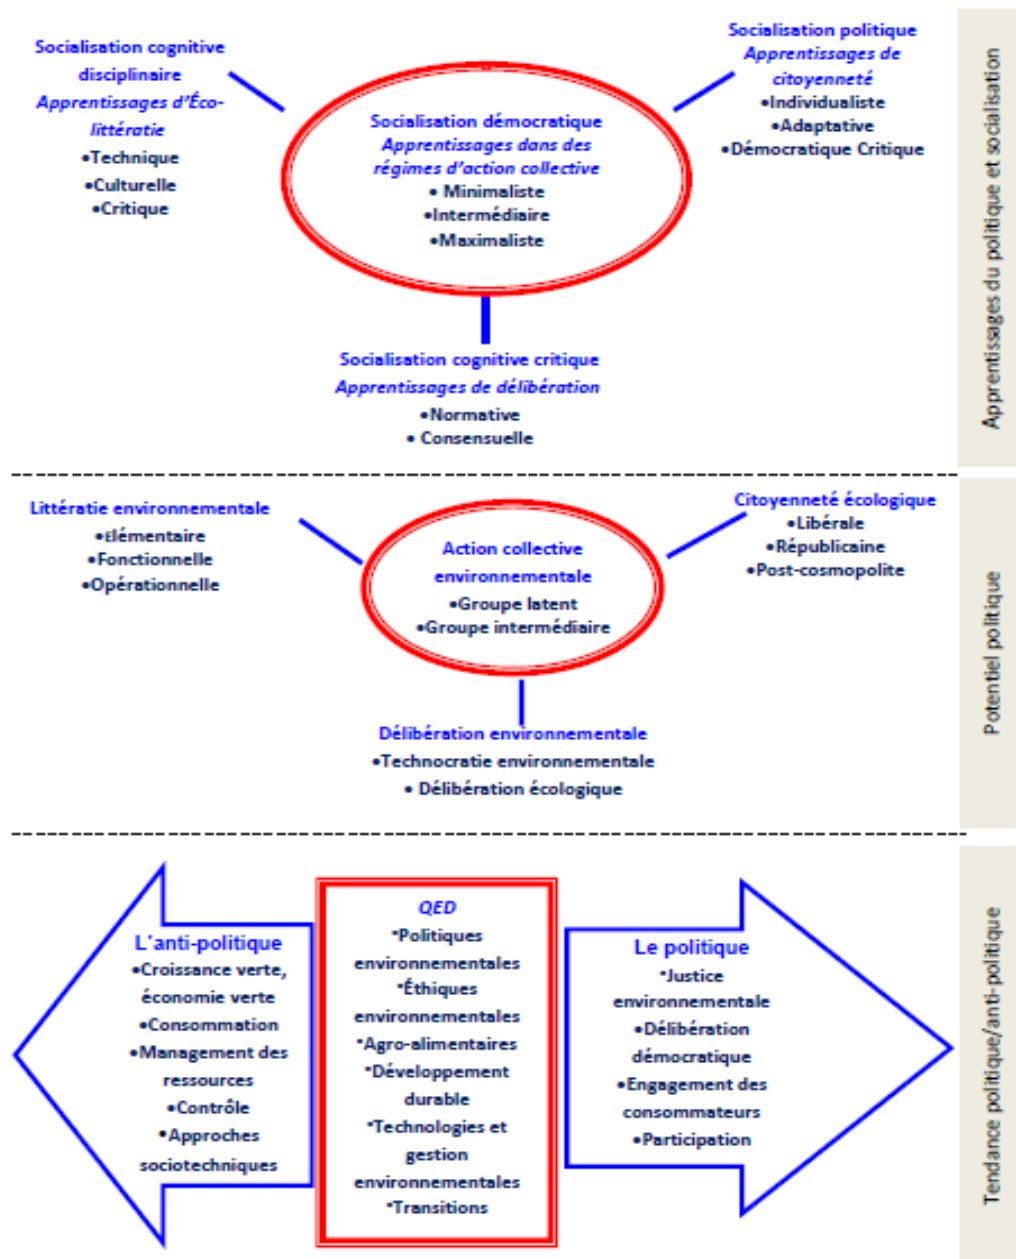 Socialisation cognitive
disciplinaire
Apprentissages d'Éco-
littératie
•Technique
•Culturelle
•Critique
Socialisation démocratique
Apprentissages dans des
régimes d'action collective
• Minimaliste
•Intermédiaire
•Maximaliste
Socialisation politique
Apprentissages de
citoyenneté
•Individualiste
•Adaptative
•Démocratique Critique
Socialisation cognitive critique
Apprentissages de délibération
•Normative
• Consensuelle
Apprentissages du politique et socialisation
Littératie environnementale
•Elémentaire
•Fonctionnelle
•Opérationnelle
Action collective
environnementale
•Groupe latent
•Groupe intermédiaire
Citoyenneté écologique
•Libérale
•Républicaine
•Post-cosmopolite
Délibération environnementale
•Technocratie environnementale
• Délibération écologique
Potentiel politique
L'anti-politique
•Croissance verte,
économie verte
•Consommation
•Management des
ressources
•Contrôle
•Approches
sociotechniques
QED
•Politiques
environnementales
•Éthiques
environnementales
•Agro-alimentaires
•Développement
durable
•Technologies et
gestion
environnementales
•Transitions
Le politique
•Justice
environnementale
•Délibération
démocratique
•Engagement des
consommateurs
•Participation
Tendance politique/anti-politique